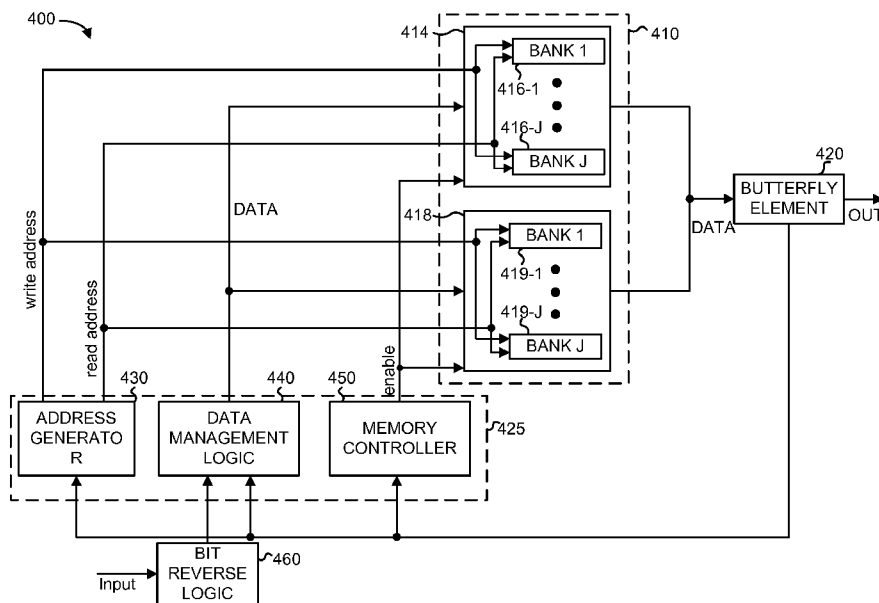 400
414
410
BANK 1
416-1
416-J
BANK J
420
BUTTERFLY
ELEMENT
OUT
DATA
DATA
418
BANK 1
419-1
419-J
BANK J
write address
read address
enable
430
440
450
ADDRESS
GENERATO
R
DATA
MANAGEMENT
LOGIC
MEMORY
CONTROLLER
425
BIT
REVERSE
LOGIC
460
Input